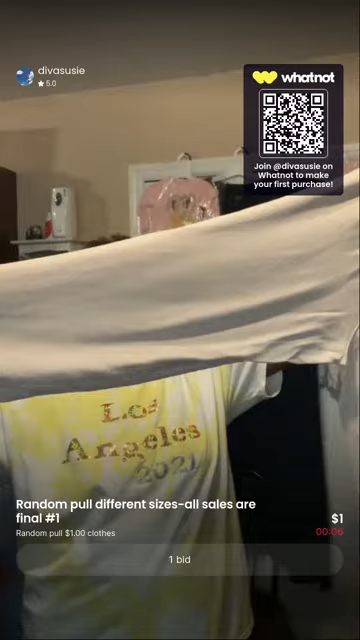 divasusie
★ 5.0
whatnot
Join @divasusie on
Whatnot to make
your first purchase!
Los
Angeles
2021
Random pull different sizes-all sales are
final #1
$1
Random pull $1.00 clothes
00:06
1 bid